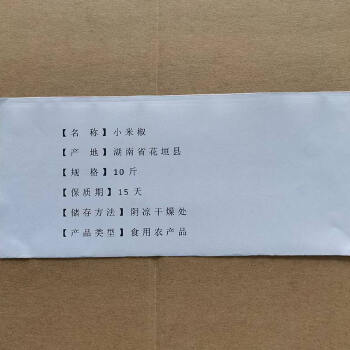 【名 称】小米椒
【产 地】湖南省花垣县
【规 格】10斤
【保质期】15天
【储存方法】阴凉干燥处
【产品类型】食用农产品